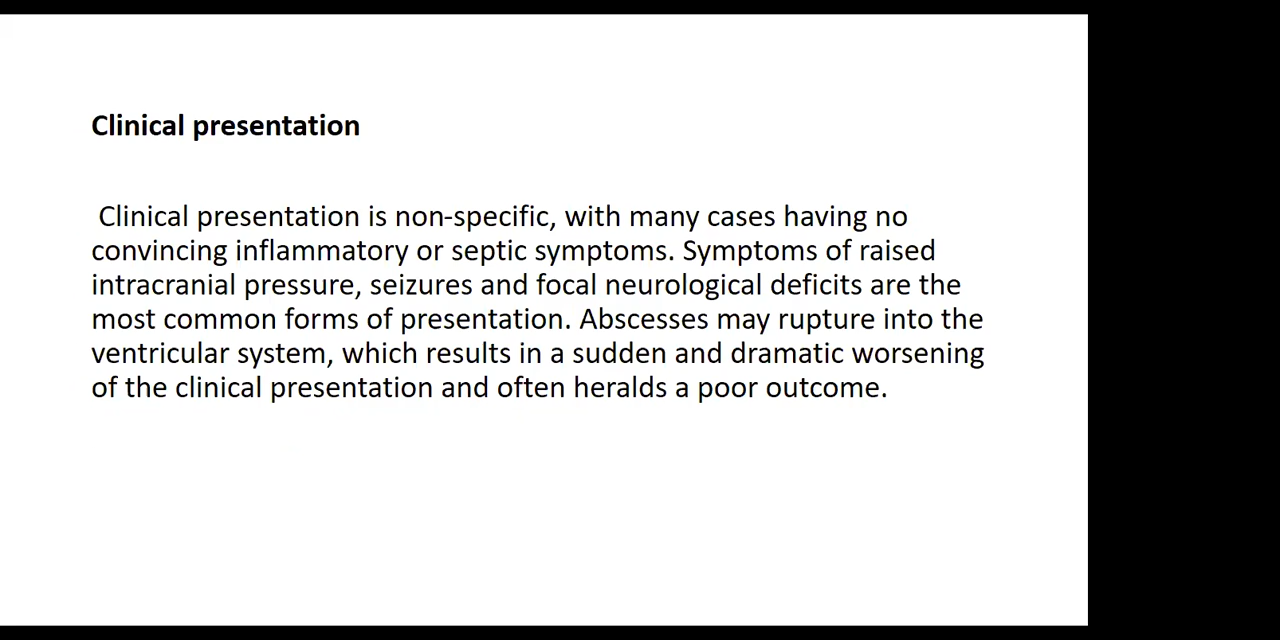 Clinical presentation
Clinical presentation is non-specific, with many cases having no
convincing inflammatory or septic symptoms. Symptoms of raised
intracranial pressure, seizures and focal neurological deficits are the
most common forms of presentation. Abscesses may rupture into the
ventricular system, which results in a sudden and dramatic worsening
of the clinical presentation and often heralds a poor outcome.